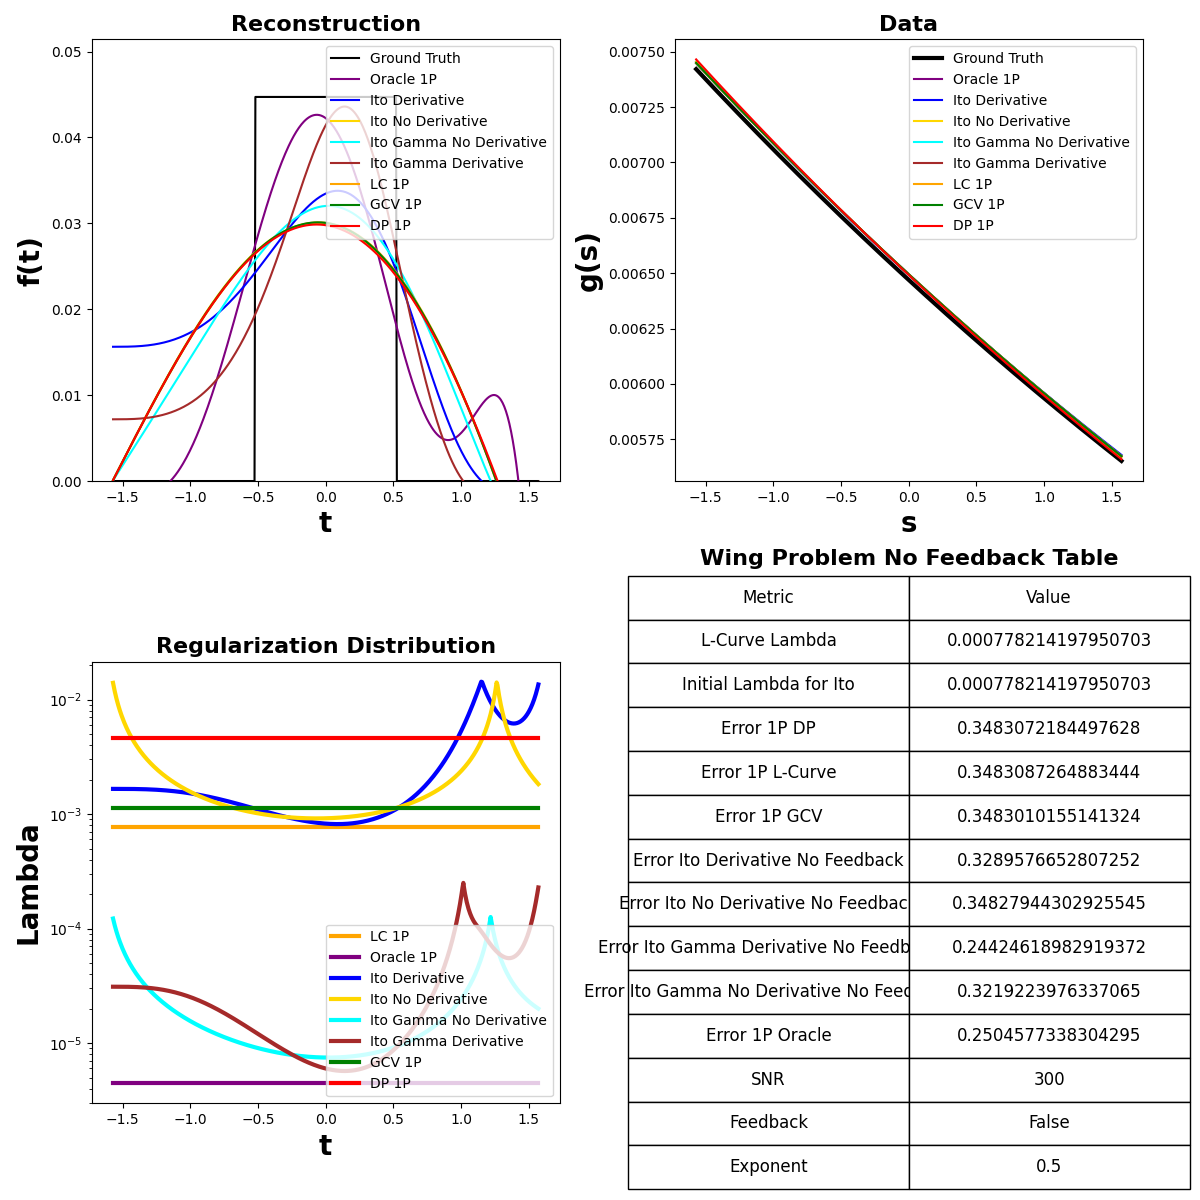 Reconstruction
0.05
0.04
0.03
0.02
0.01
0.00
f(t)
Ground Truth
Oracle 1P
Ito Derivative
Ito No Derivative
Ito Gamma No Derivative
Ito Gamma Derivative
LC 1P
GCV 1P
DP 1P
−1.5 −1.0 −0.5 0.0 0.5 1.0 1.5
t
Data
0.00750
0.00725
0.00700
0.00675
0.00650
0.00625
0.00600
0.00575
g(s)
Ground Truth
Oracle 1P
Ito Derivative
Ito No Derivative
Ito Gamma No Derivative
Ito Gamma Derivative
LC 1P
GCV 1P
DP 1P
−1.5 −1.0 −0.5 0.0 0.5 1.0 1.5
s
Regularization Distribution
10⁻²
10⁻³
10⁻⁴
10⁻⁵
Lambda
LC 1P
Oracle 1P
Ito Derivative
Ito No Derivative
Ito Gamma No Derivative
Ito Gamma Derivative
GCV 1P
DP 1P
−1.5 −1.0 −0.5 0.0 0.5 1.0 1.5
t
Wing Problem No Feedback Table
Metric Value
L-Curve Lambda 0.000778214197950703
Initial Lambda for Ito 0.000778214197950703
Error 1P DP 0.3483072184497628
Error 1P L-Curve 0.3483087264883444
Error 1P GCV 0.3483010155141324
Error Ito Derivative No Feedback 0.3289576652807252
Error Ito No Derivative No Feedbac 0.34827944302925545
Error Ito Gamma Derivative No Feedb 0.24424618982919372
Error Ito Gamma No Derivative No Feed 0.3219223976337065
Error 1P Oracle 0.2504577338304295
SNR 300
Feedback False
Exponent 0.5